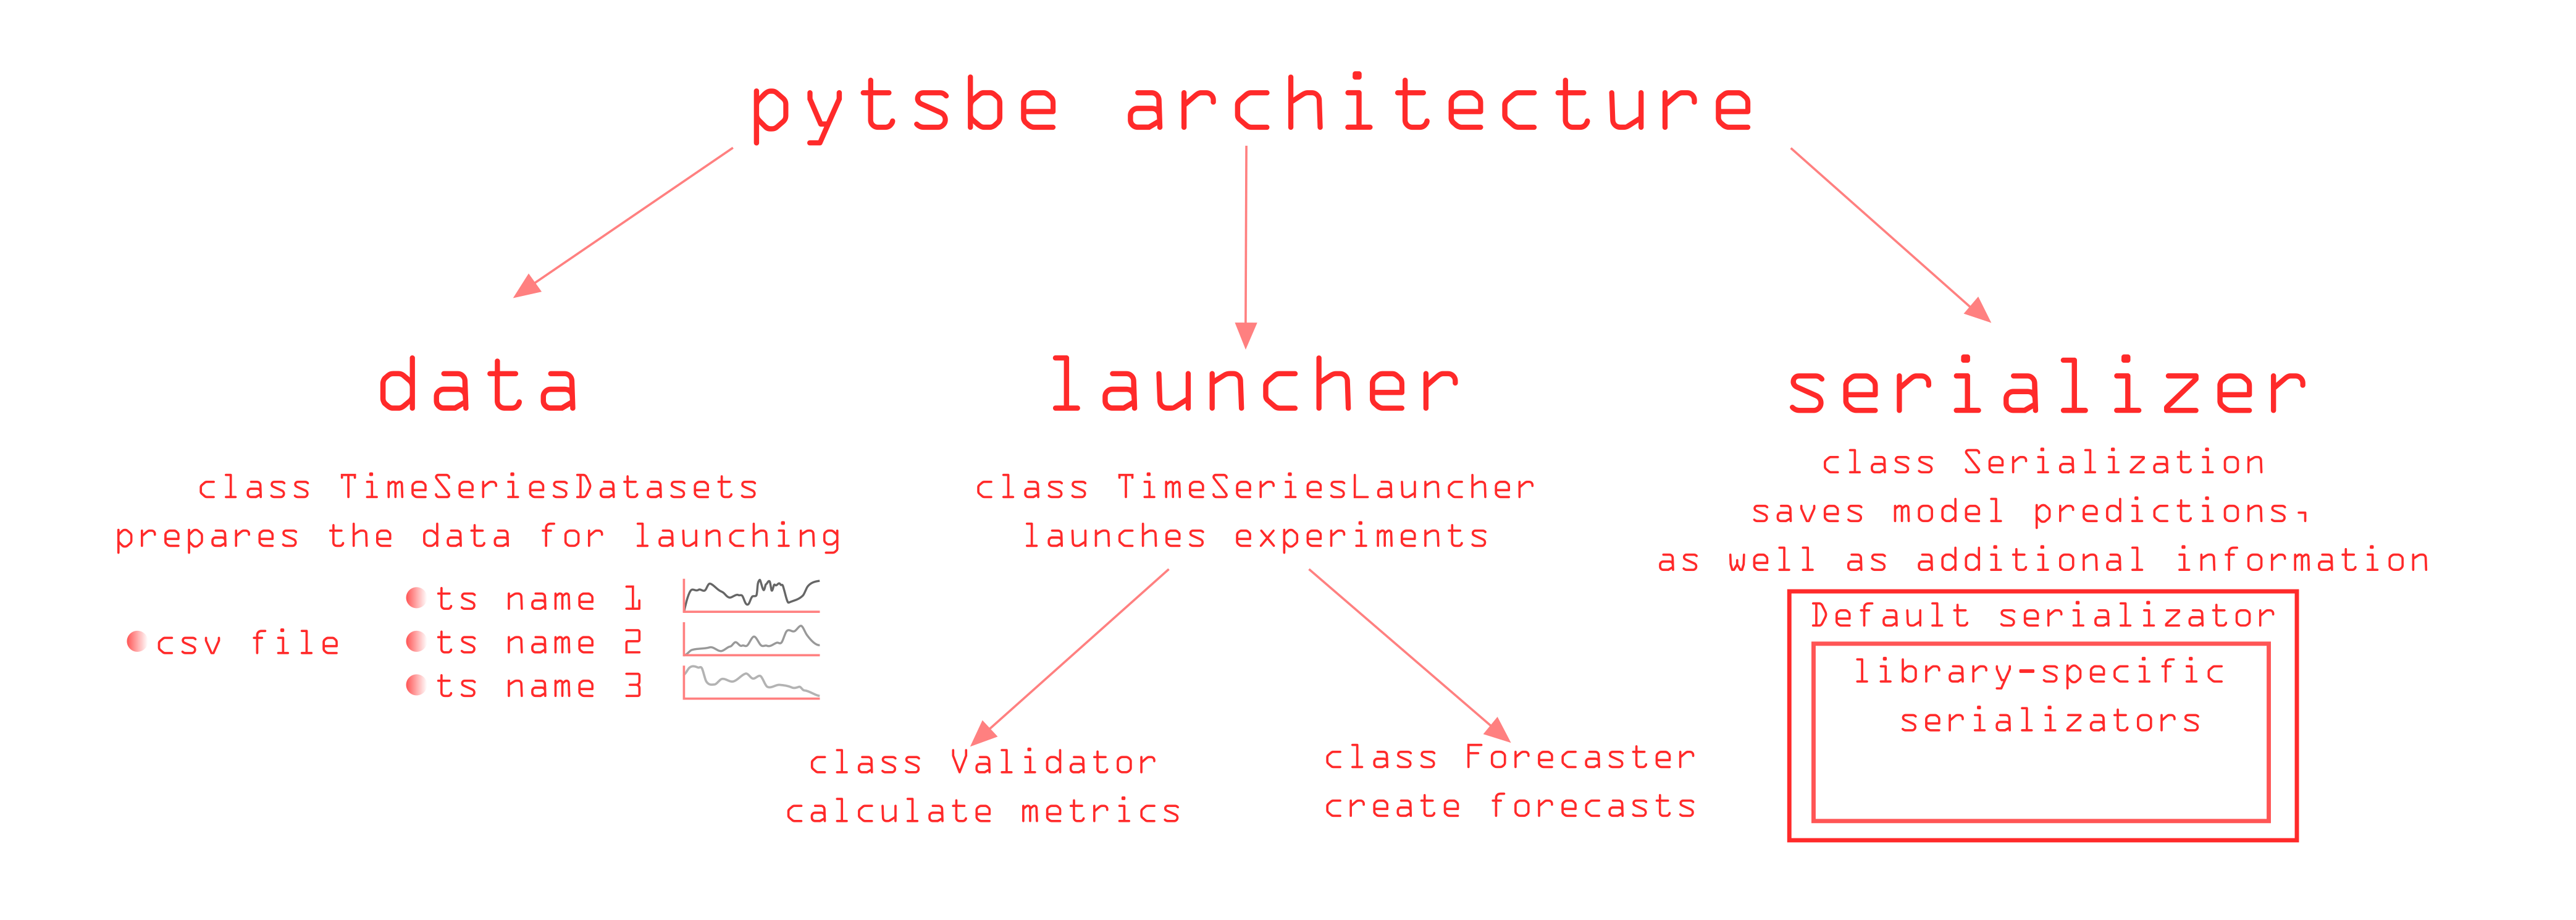 pytsbe architecture
data
launcher
serializer
class TimeSeriesDatasets
prepares the data for launching
csv file
ts name 1
ts name 2
ts name 3
class TimeSeriesLauncher
launches experiments
class Validator
calculate metrics
class Forecaster
create forecasts
class Serialization
saves model predictions,
as well as additional information
Default serializator
library-specific
serializators